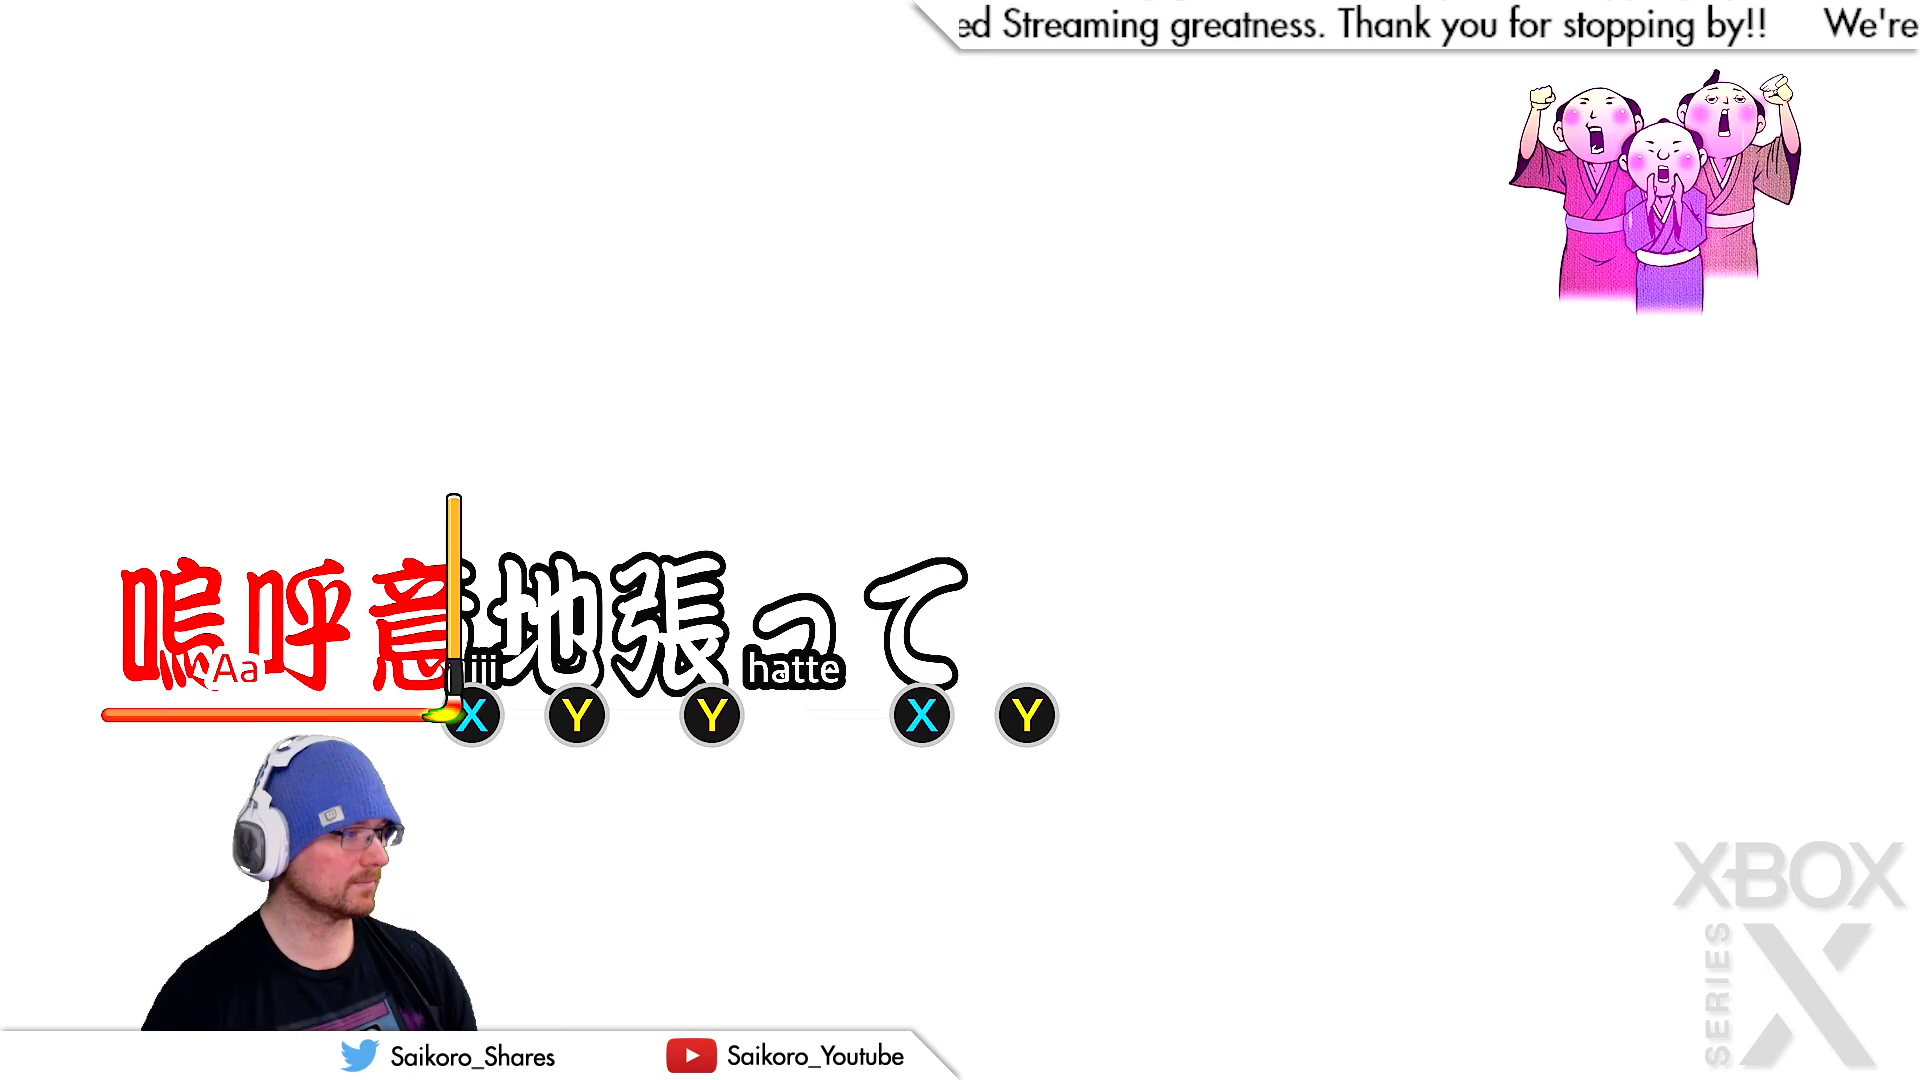 ed Streaming greatness. Thank you for stopping by!! We're
嗚呼意地張って
Aa ijji hatte
X Y Y X Y
XBOX
SERIES X
Saikoro_Shares Saikoro_Youtube